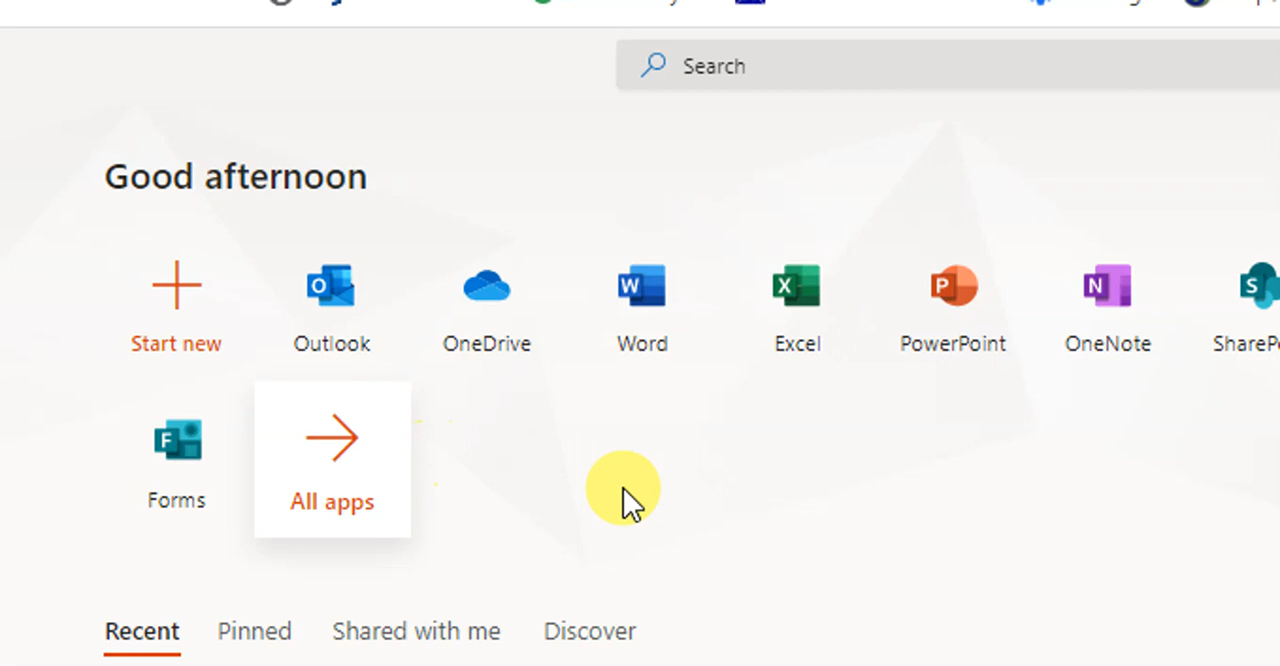 Search
Good afternoon
Start new
Outlook
OneDrive
Word
Excel
PowerPoint
OneNote
Forms
All apps
Recent
Pinned
Shared with me
Discover